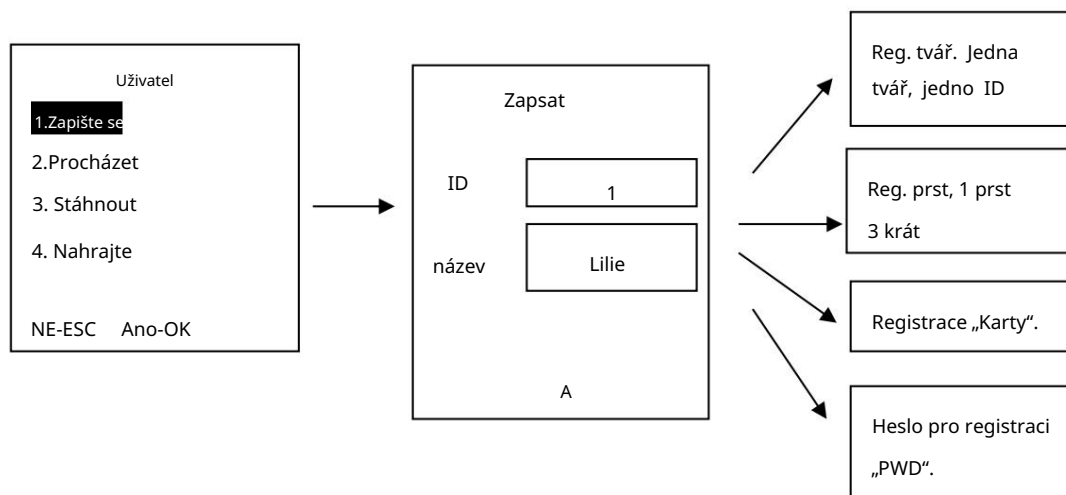 Uživatel
1.Zapište se
2.Procházet
3. Stáhnout
4. Nahrajte
NE-ESC Ano-OK
Zapsat
ID
1
název
Lilie
A
Reg. tvář. Jedna
tvář, jedno ID
Reg. prst, 1 prst
3 krát
Registrace „Karty“.
Heslo pro registraci
„PWD“.